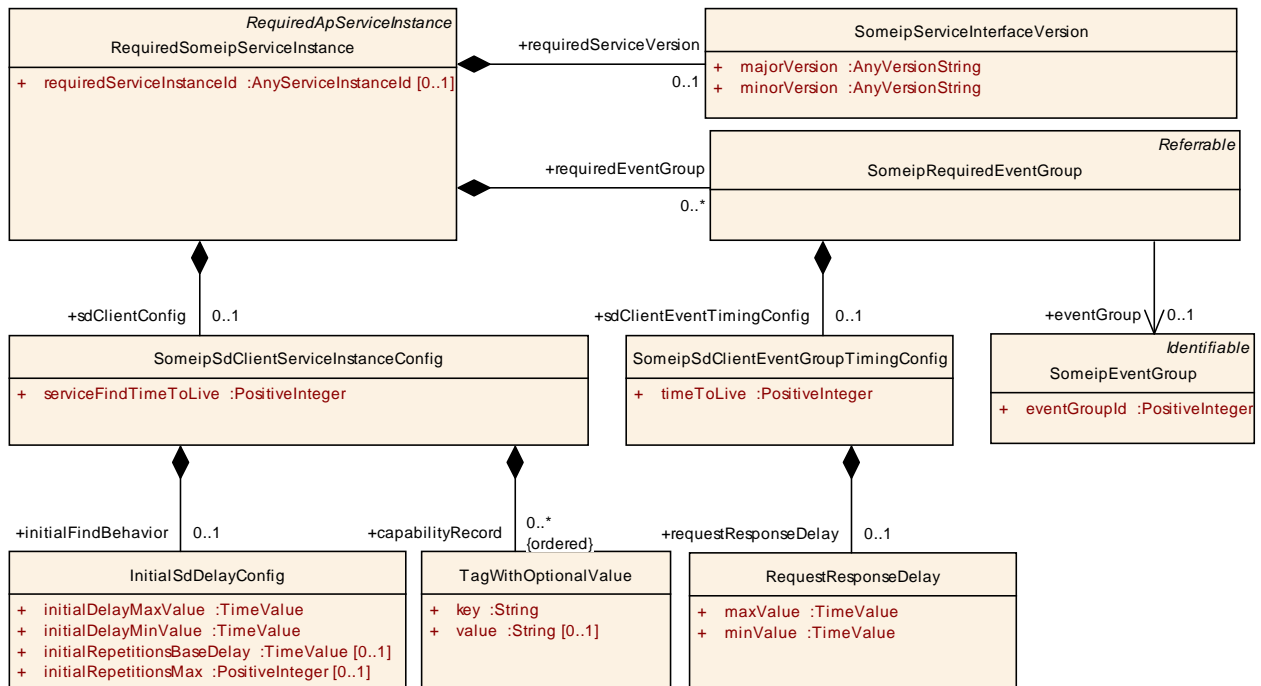 RequiredApServiceInstance
RequiredSomeipServiceInstance
+ requiredServiceInstanceId :AnyServiceInstanceId [0..1]
+requiredServiceVersion
0..1
SomeipServiceInterfaceVersion
+ majorVersion :AnyVersionString
+ minorVersion :AnyVersionString
+requiredEventGroup
0..*
Referrable
SomeipRequiredEventGroup
+sdClientConfig 0..1
+sdClientEventTimingConfig 0..1
+eventGroup 0..1
SomeipSdClientServiceInstanceConfig
+ serviceFindTimeToLive :PositiveInteger
SomeipSdClientEventGroupTimingConfig
+ timeToLive :PositiveInteger
Identifiable
SomeipEventGroup
+ eventGroupId :PositiveInteger
+initialFindBehavior 0..1
+capabilityRecord 0..*
{ordered}
+requestResponseDelay 0..1
InitialSdDelayConfig
+ initialDelayMaxValue :TimeValue
+ initialDelayMinValue :TimeValue
+ initialRepetitionsBaseDelay :TimeValue [0..1]
+ initialRepetitionsMax :PositiveInteger [0..1]
TagWithOptionalValue
+ key :String
+ value :String [0..1]
RequestResponseDelay
+ maxValue :TimeValue
+ minValue :TimeValue